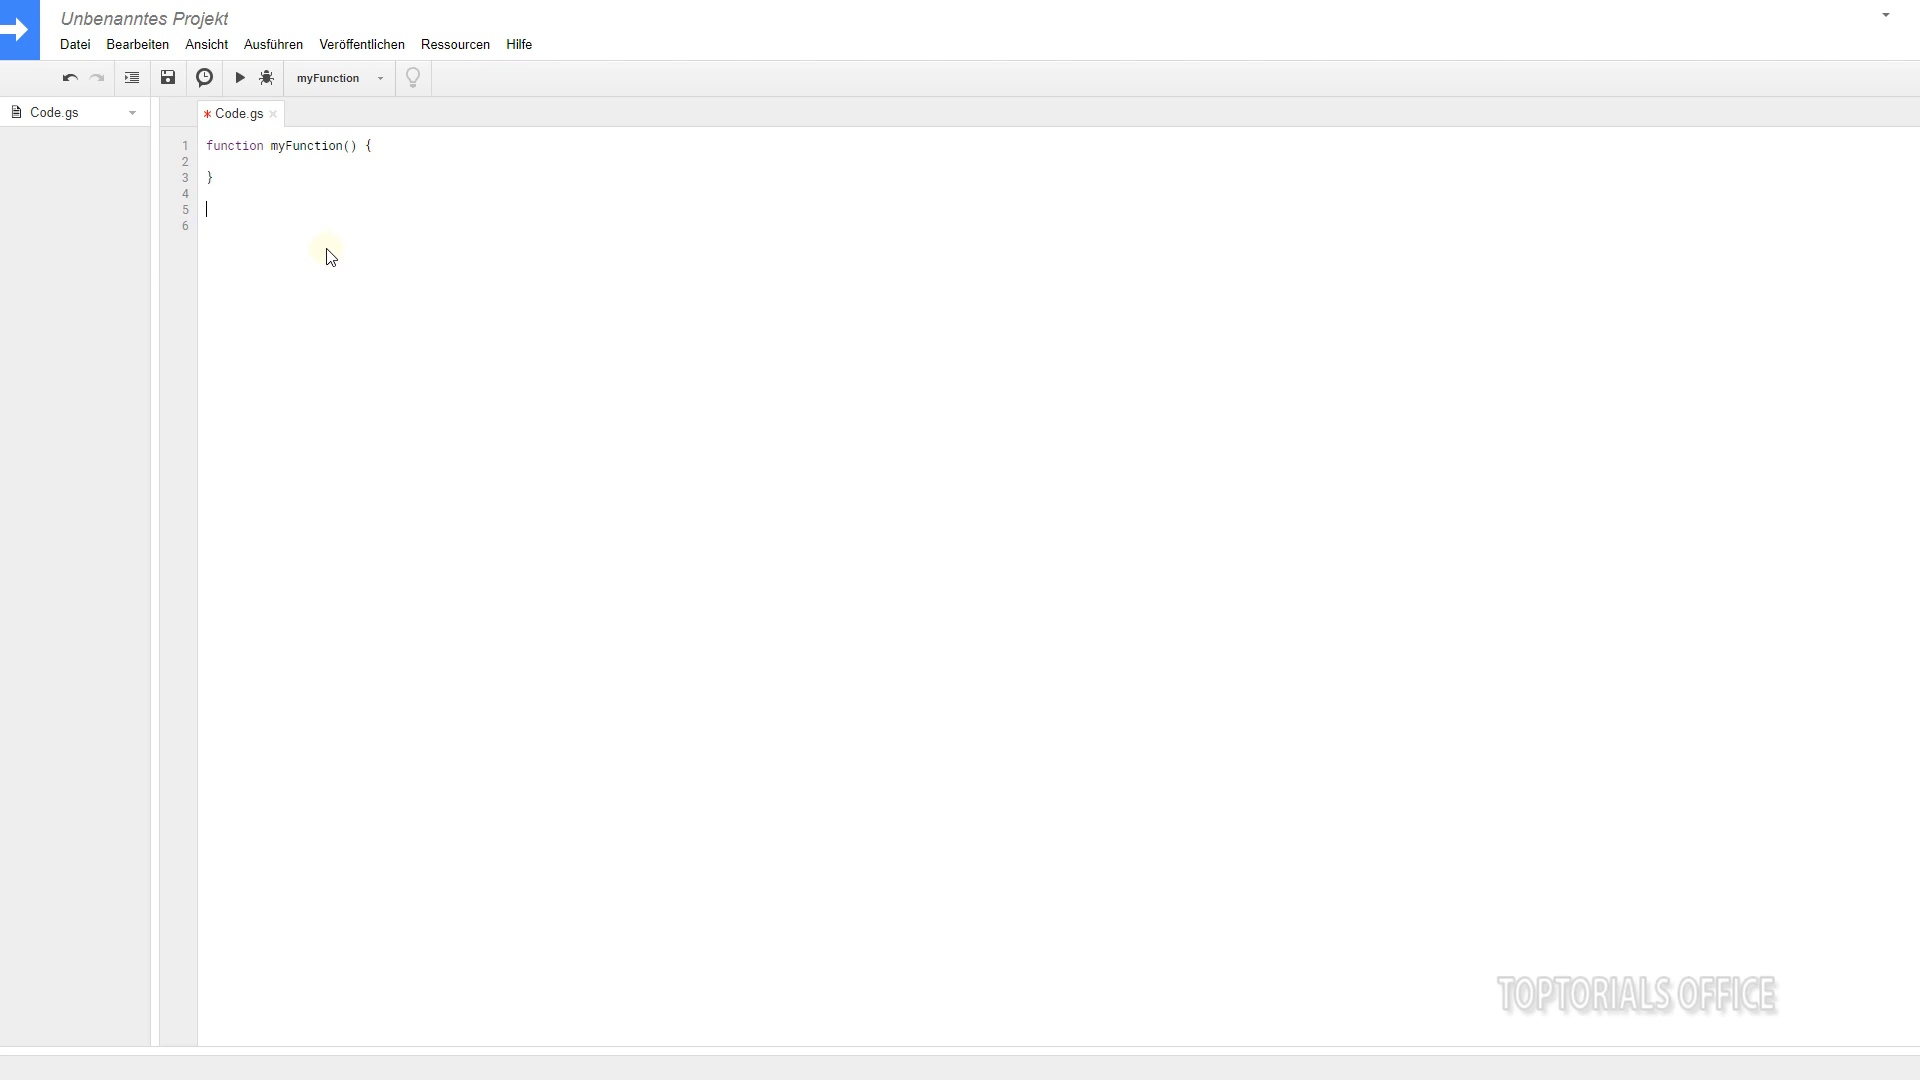 Unbenanntes Projekt
Datei Bearbeiten Ansicht Ausführen Veröffentlichen Ressourcen Hilfe
myFunction
Code.gs
* Code.gs ×
1 function myFunction() {
2
3 }
4
5
6
TOPTORIALS OFFICE